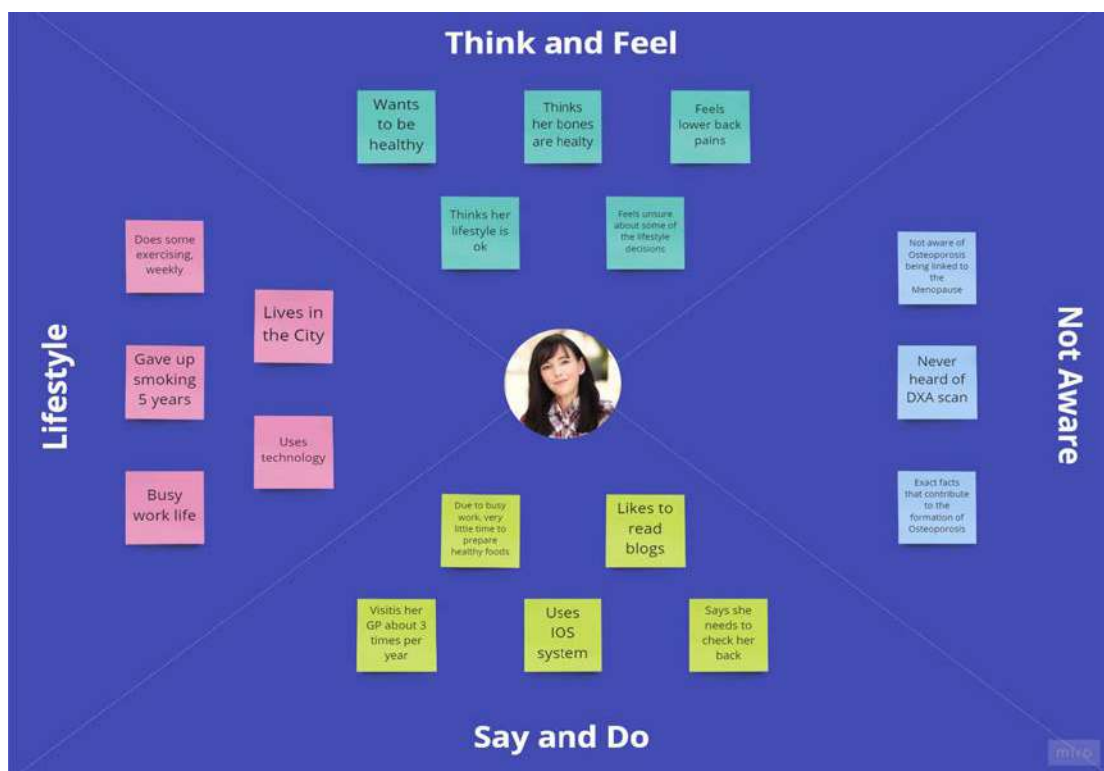 Think and Feel
Wants
to be
healthy
Thinks
her bones
are healty
Feels
lower back
pains
Thinks her
lifestyle is
ok
Feels unsure
about some of
the lifestyle
decisions
Lifestyle
Does some
exercising,
weekly
Lives in
the City
Gave up
smoking
5 years
Uses
technology
Busy
work life
Not Aware
Not aware of
Osteoporosis
being linked to
the
Menopause
Never
heard of
DXA scan
Exact facts
that contribute
to the
formation of
Osteoporosis
Due to busy
work, very
little time to
prepare
healthy foods
Likes to
read
blogs
Visitis her
GP about 3
times per
year
Uses
IOS
system
Says she
needs to
check her
back
Say and Do
miro